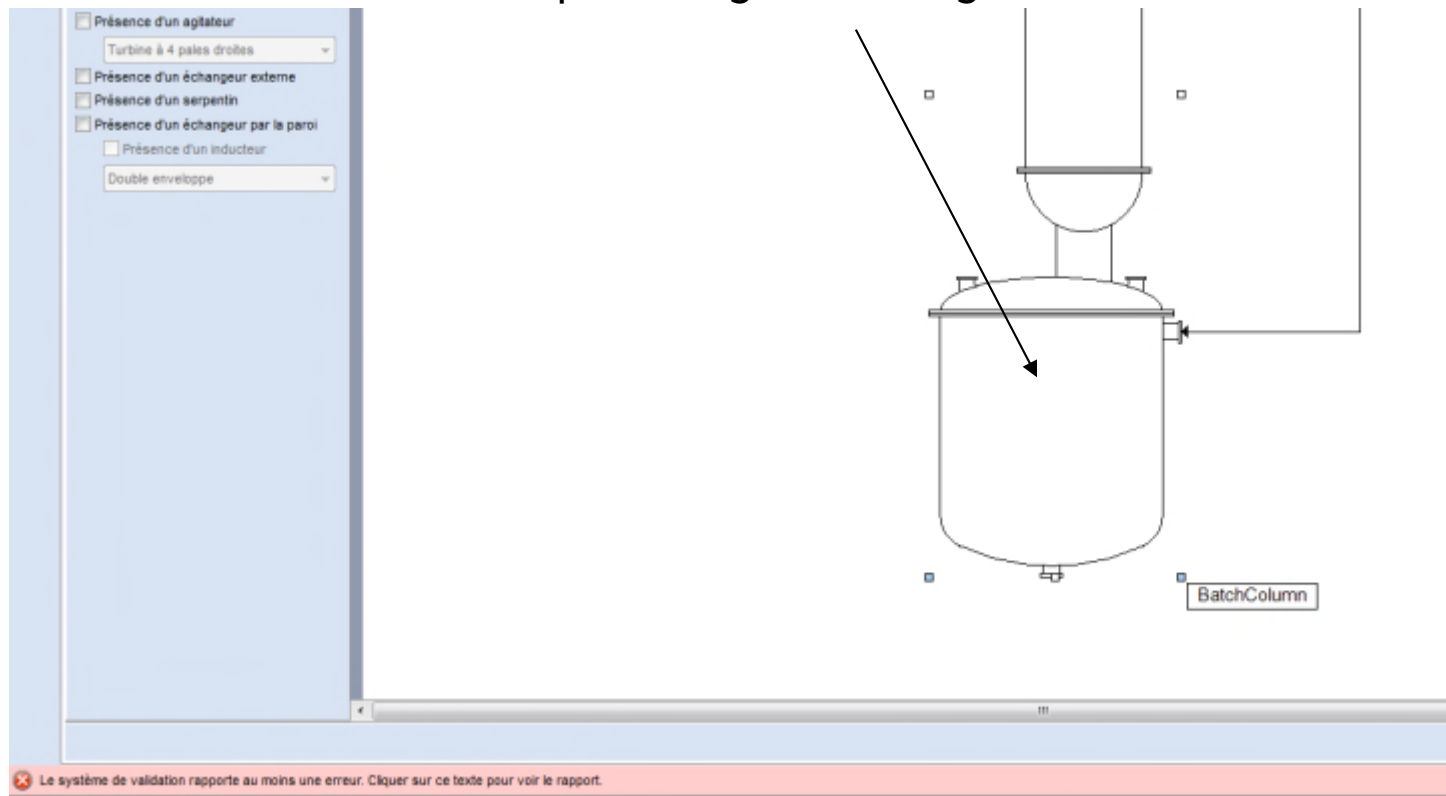 Présence d'un agitateur
Turbine à 4 pales droites
Présence d'un échangeur externe
Présence d'un serpentin
Présence d'un échangeur par la paroi
Présence d'un inducteur
Double enveloppe
BatchColumn
Le système de validation rapporte au moins une erreur. Cliquer sur ce texte pour voir le rapport.